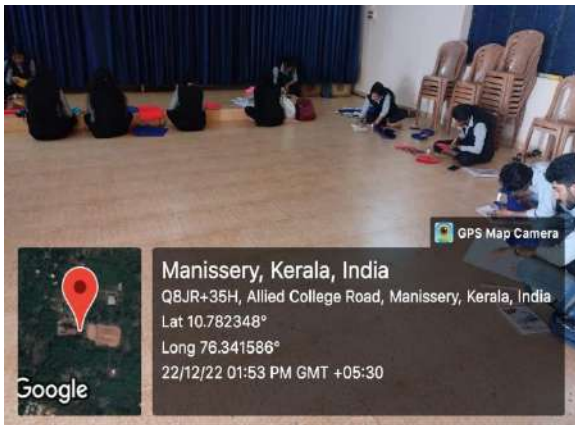 GPS Map Camera
Manissery, Kerala, India
Q8JR+35H, Allied College Road, Manissery, Kerala, India
Lat 10.782348°
Long 76.341586°
22/12/22 01:53 PM GMT +05:30
Google